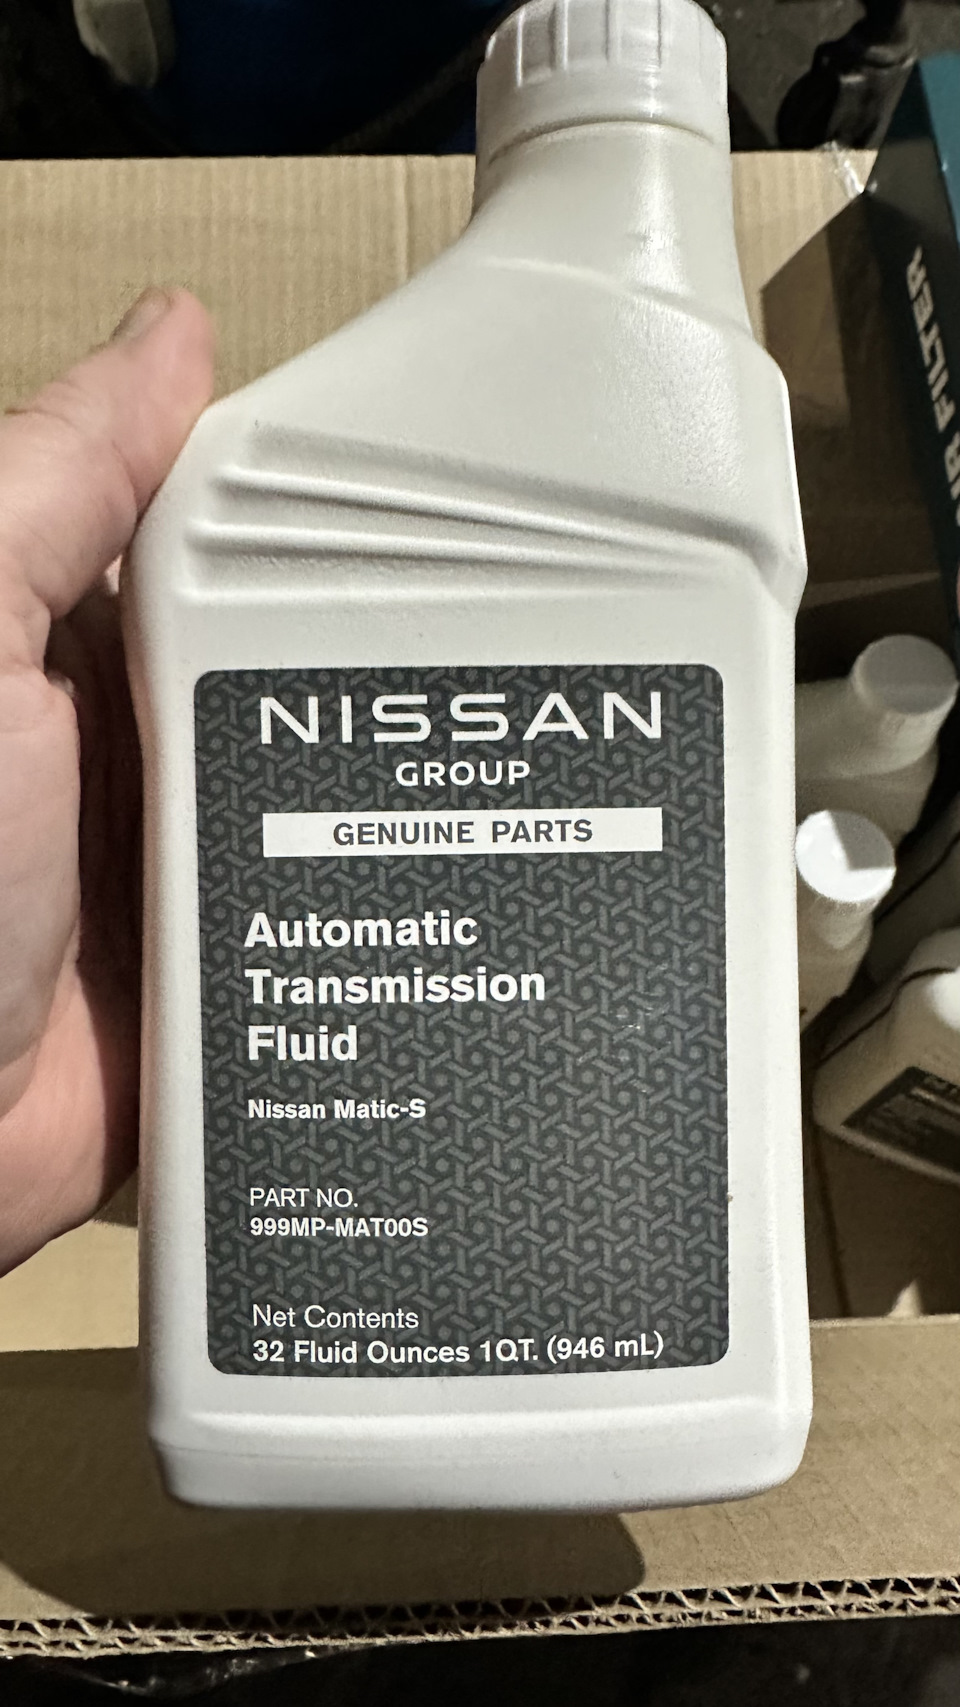 NISSAN
GROUP
GENUINE PARTS
Automatic
Transmission
Fluid
Nissan Matic-S
PART NO.
999MP-MAT00S
Net Contents
32 Fluid Ounces 1QT. (946 mL)
FILTER